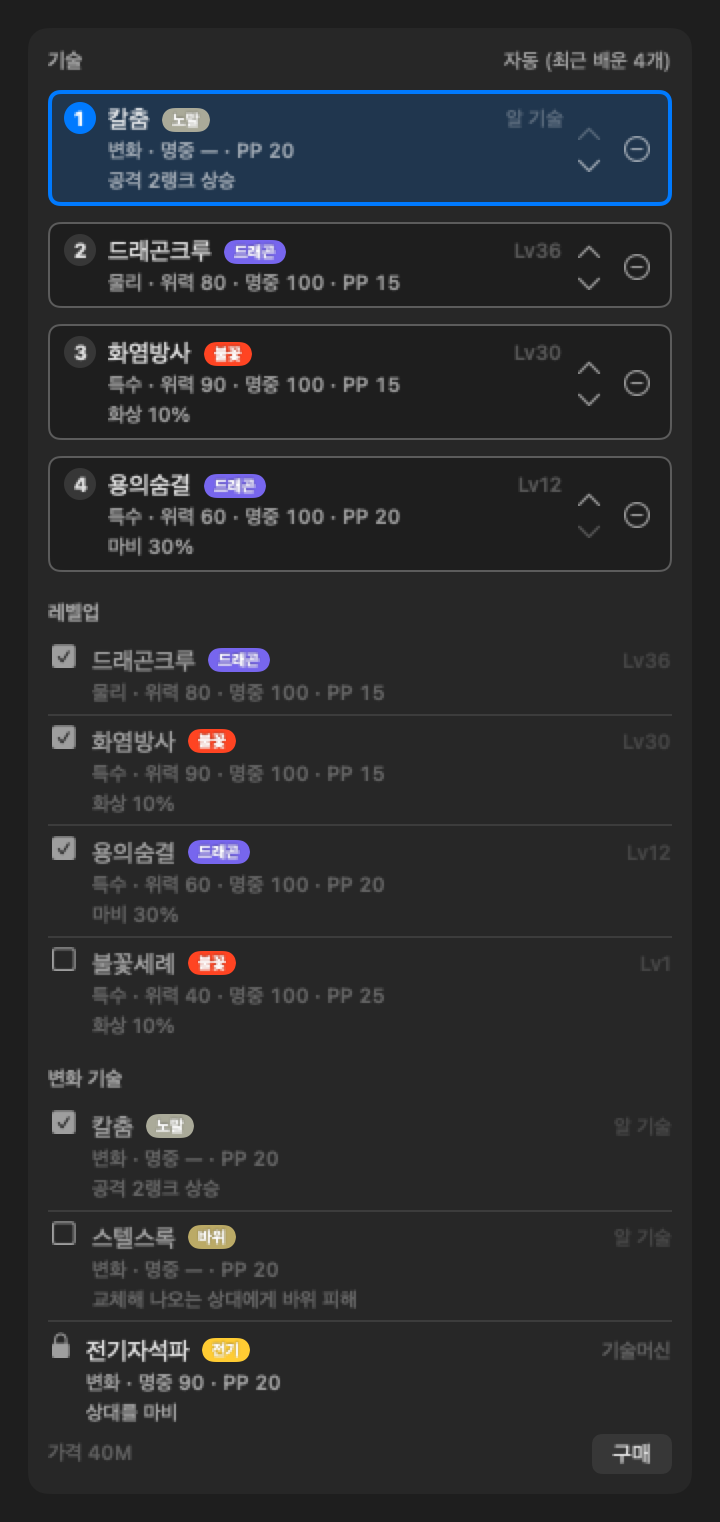 기술 자동 (최근 배운 4개)
1 칼춤 노말 알 기술
변화 · 명중 — · PP 20
공격 2랭크 상승
2 드래곤크루 드래곤 Lv36
물리 · 위력 80 · 명중 100 · PP 15
3 화염방사 불꽃 Lv30
특수 · 위력 90 · 명중 100 · PP 15
화상 10%
4 용의숨결 드래곤 Lv12
특수 · 위력 60 · 명중 100 · PP 20
마비 30%
레벨업
드래곤크루 드래곤 Lv36
물리 · 위력 80 · 명중 100 · PP 15
화염방사 불꽃 Lv30
특수 · 위력 90 · 명중 100 · PP 15
화상 10%
용의숨결 드래곤 Lv12
특수 · 위력 60 · 명중 100 · PP 20
마비 30%
불꽃세례 불꽃 Lv1
특수 · 위력 40 · 명중 100 · PP 25
화상 10%
변화 기술
칼춤 노말 알 기술
변화 · 명중 — · PP 20
공격 2랭크 상승
스텔스록 바위 알 기술
변화 · 명중 — · PP 20
교체해 나오는 상대에게 바위 피해
전기자석파 전기 기술머신
변화 · 명중 90 · PP 20
상대를 마비
가격 40M 구매